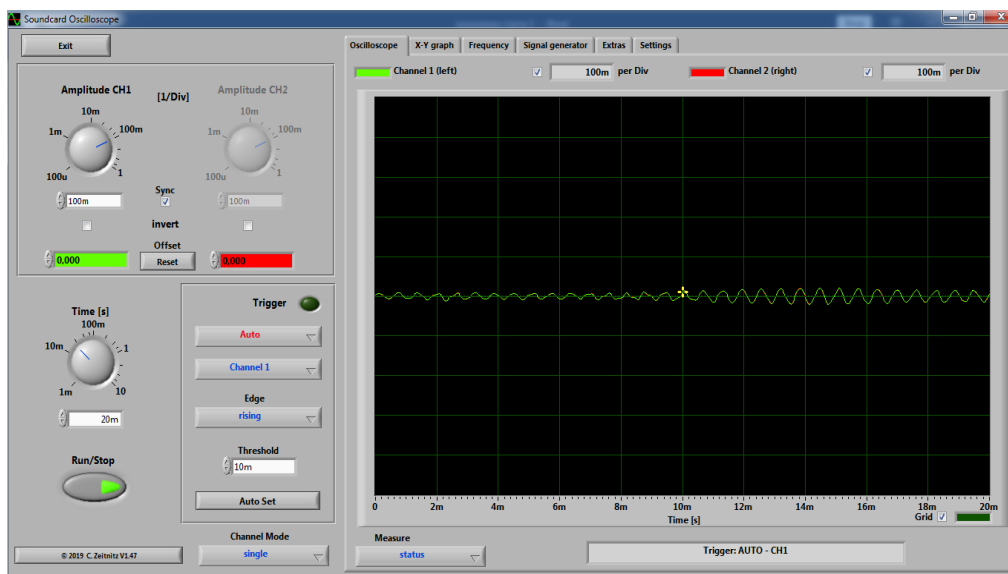 Soundcard Oscilloscope
Exit
Amplitude CH1
[1/Div]
Amplitude CH2
10m
1m
100m
100u
1
10m
1m
100m
100u
1
Sync
100m
100m
invert
Offset
0,000
Reset
0,000
Time [s]
100m
10m
1
1m
10
20m
Run/Stop
© 2019 C. Zeitnitz V1.47
Trigger
Auto
Channel 1
Edge
rising
Threshold
10m
Auto Set
Channel Mode
single
Oscilloscope X-Y graph Frequency Signal generator Extras Settings
Channel 1 (left) 100m per Div Channel 2 (right) 100m per Div
0 2m 4m 6m 8m 10m 12m 14m 16m 18m 20m
Time [s]
Grid
Measure
status
Trigger: AUTO - CH1